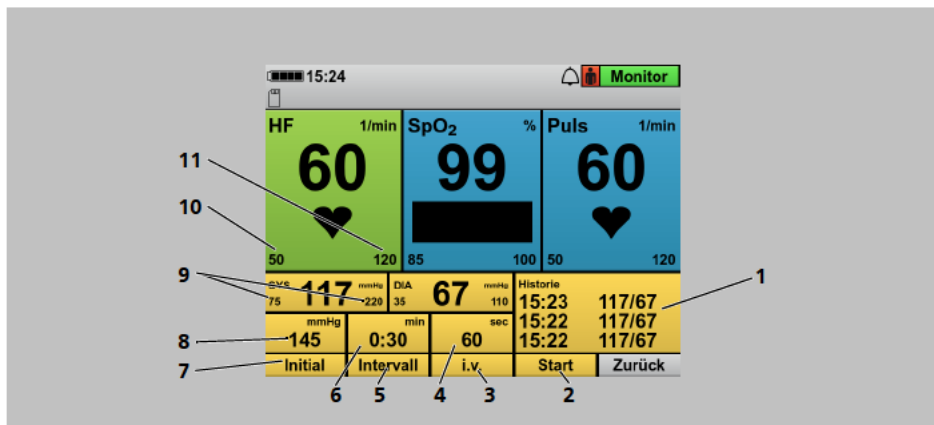 15:24
Monitor
HF 1/min SpO₂ % Puls 1/min
60 99 60
50 120 85 100 50 120
SYS 117 mmHg DIA 67 mmHg Historie
75 220 35 110 15:23 117/67
mmHg min sec 15:22 117/67
145 0:30 60 15:22 117/67
Initial Intervall i.v. Start Zurück
11
10
9
8
7
6 5 4 3 2
1